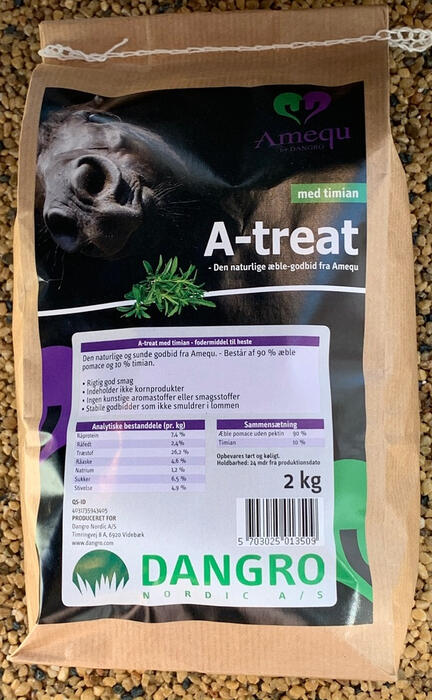 Amequ
by DANGRO
med timian
A-treat
- Den naturlige æble-godbid fra Amequ
A-treat med timian - fodermiddel til heste
Den naturlige og sunde godbid fra Amequ. - Består af 90 % æble
pomace og 10 % timian.
• Rigtig god smag
• Indeholder ikke kornprodukter
• Ingen kunstige aromastoffer eller smagsstoffer
• Stabile godbidder som ikke smuldrer i lommen
Analytiske bestanddele (pr. kg)
Råprotein 7,4 %
Råfedt 2,4%
Træstof 26,2 %
Råaske 4,6 %
Natrium 1,2 %
Sukker 6,5 %
Stivelse 4,9 %
Sammensætning
Æble pomace uden pektin 90 %
Timian 10 %
Opbevares tørt og køligt.
Holdbarhed: 24 mdr fra produktionsdato
2 kg
QS-ID
4031735943405
PRODUCERET FOR
Dangro Nordic A/S
Timringvej 8 A, 6920 Videbæk
www.dangro.com
5 703025 013509
DANGRO
NORDIC A/S